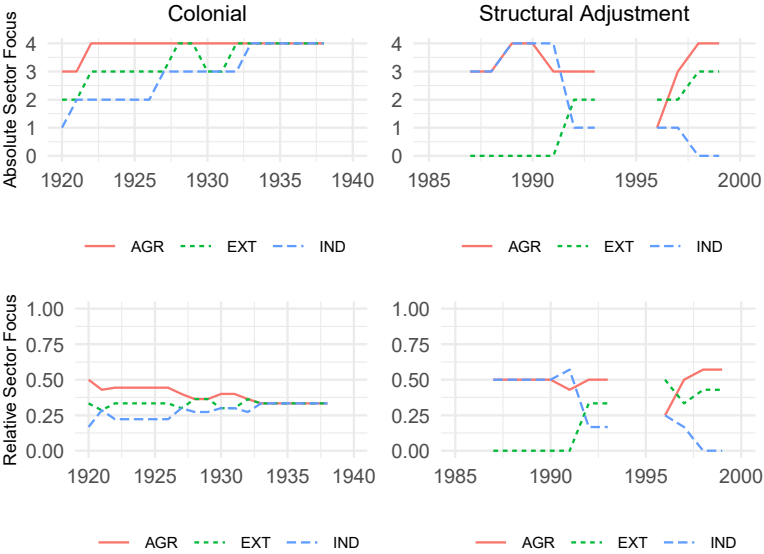 Colonial
Structural Adjustment
Absolute Sector Focus
4
3
2
1
0
1920 1925 1930 1935 1940
4
3
2
1
0
1985 1990 1995 2000
AGR EXT IND
AGR EXT IND
Relative Sector Focus
1.00
0.75
0.50
0.25
0.00
1920 1925 1930 1935 1940
1.00
0.75
0.50
0.25
0.00
1985 1990 1995 2000
AGR EXT IND
AGR EXT IND